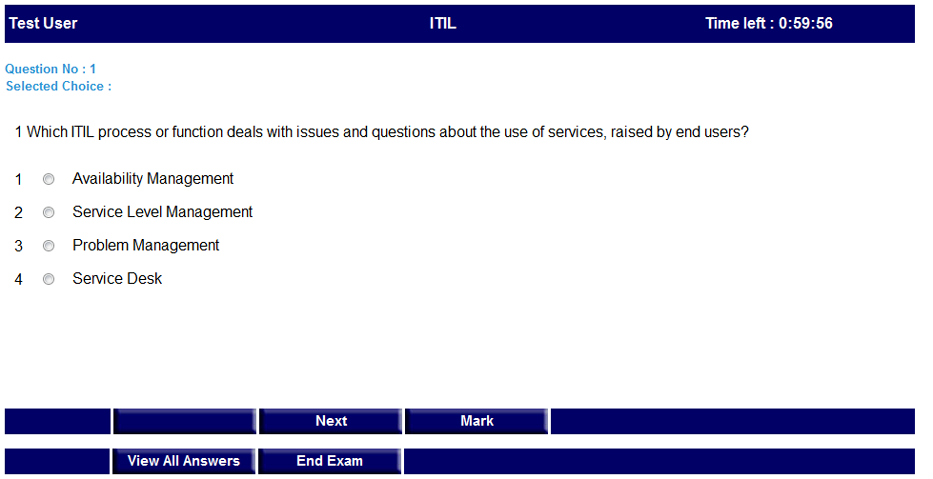 Test User ITIL Time left : 0:59:56
Question No : 1
Selected Choice :
1 Which ITIL process or function deals with issues and questions about the use of services, raised by end users?
1 Availability Management
2 Service Level Management
3 Problem Management
4 Service Desk
Next Mark
View All Answers End Exam